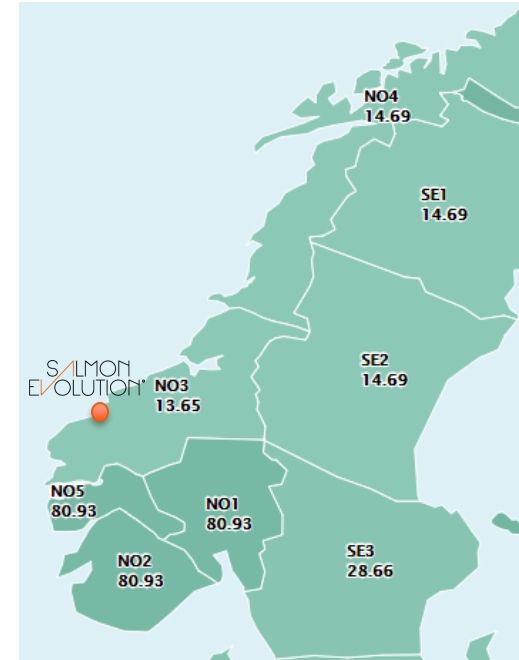 NO4
14.69
SE1
14.69
SE2
14.69
SALMON
EVOLUTION®
NO3
13.65
NO5
80.93
NO1
80.93
NO2
80.93
SE3
28.66